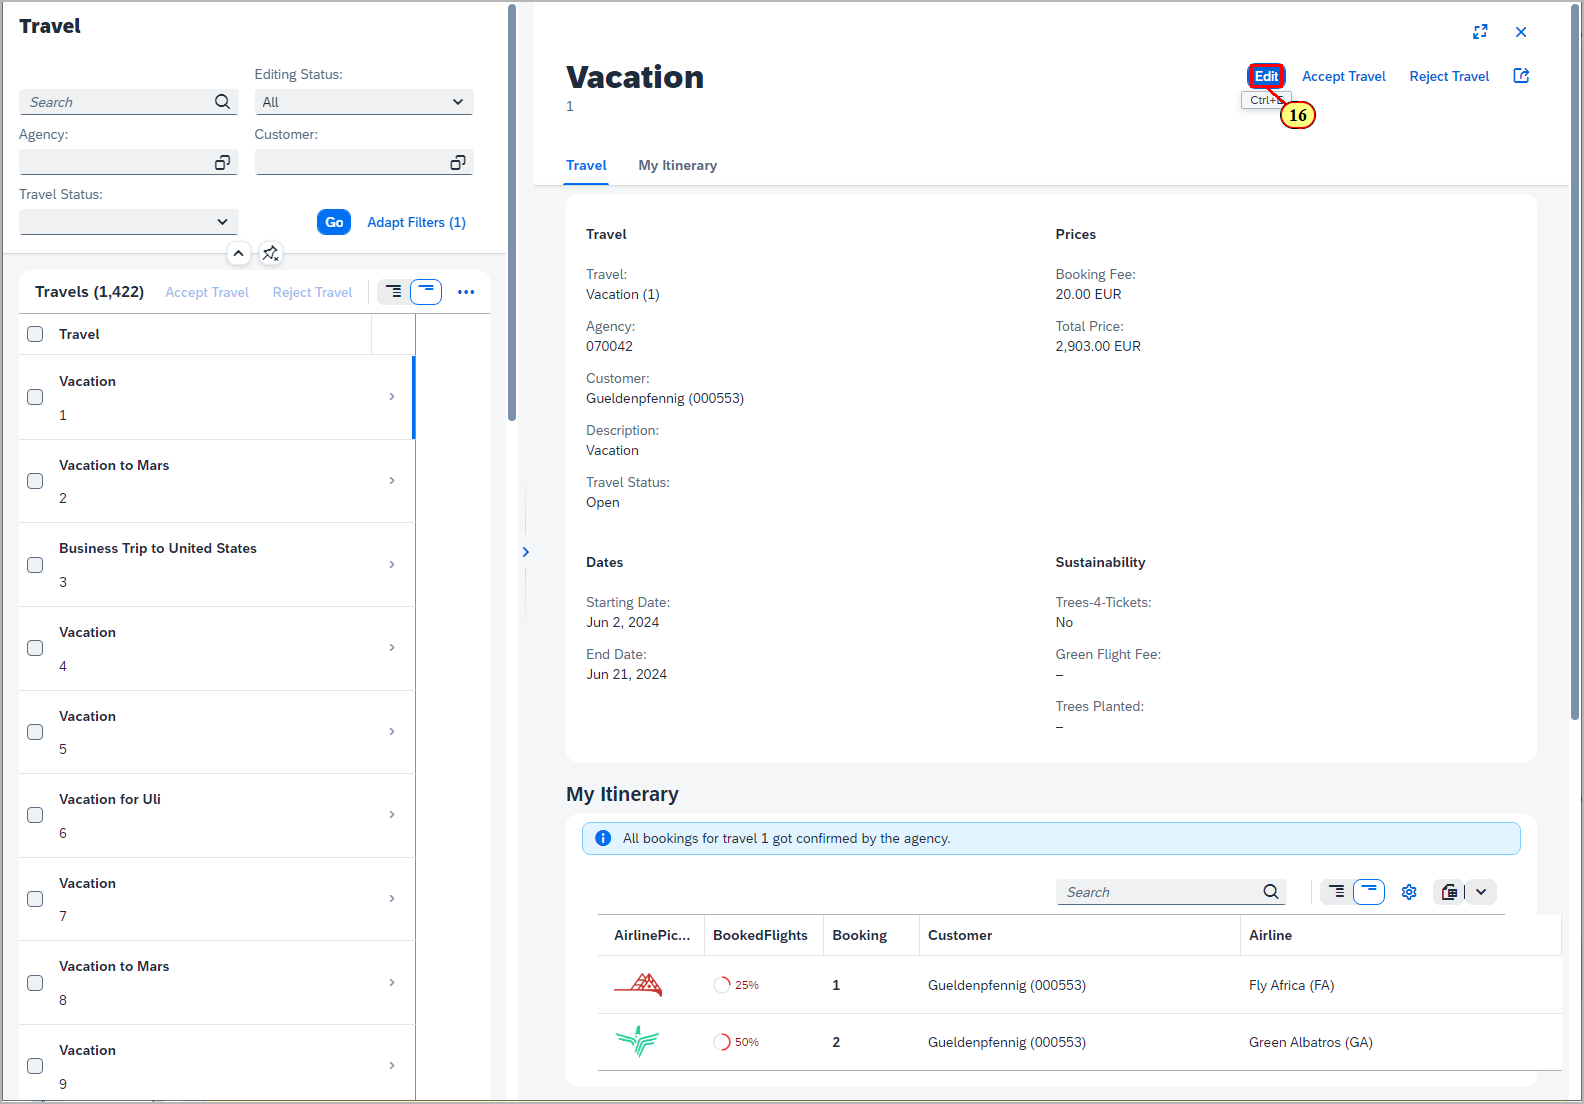 Travel
Editing Status:
Search
All
Agency:
Customer:
Travel Status:
Go
Adapt Filters (1)
Travels (1,422)
Accept Travel
Reject Travel
Travel
Vacation
1
Vacation to Mars
2
Business Trip to United States
3
Vacation
4
Vacation
5
Vacation for Uli
6
Vacation
7
Vacation to Mars
8
Vacation
9
Vacation
1
Edit
Accept Travel
Reject Travel
16
Travel
My Itinerary
Travel
Travel:
Vacation (1)
Agency:
070042
Customer:
Gueldenpfennig (000553)
Description:
Vacation
Travel Status:
Open
Prices
Booking Fee:
20.00 EUR
Total Price:
2,903.00 EUR
Dates
Starting Date:
Jun 2, 2024
End Date:
Jun 21, 2024
Sustainability
Trees-4-Tickets:
No
Green Flight Fee:
–
Trees Planted:
–
My Itinerary
All bookings for travel 1 got confirmed by the agency.
Search
AirlinePic... BookedFlights Booking Customer Airline
25% 1 Gueldenpfennig (000553) Fly Africa (FA)
50% 2 Gueldenpfennig (000553) Green Albatros (GA)